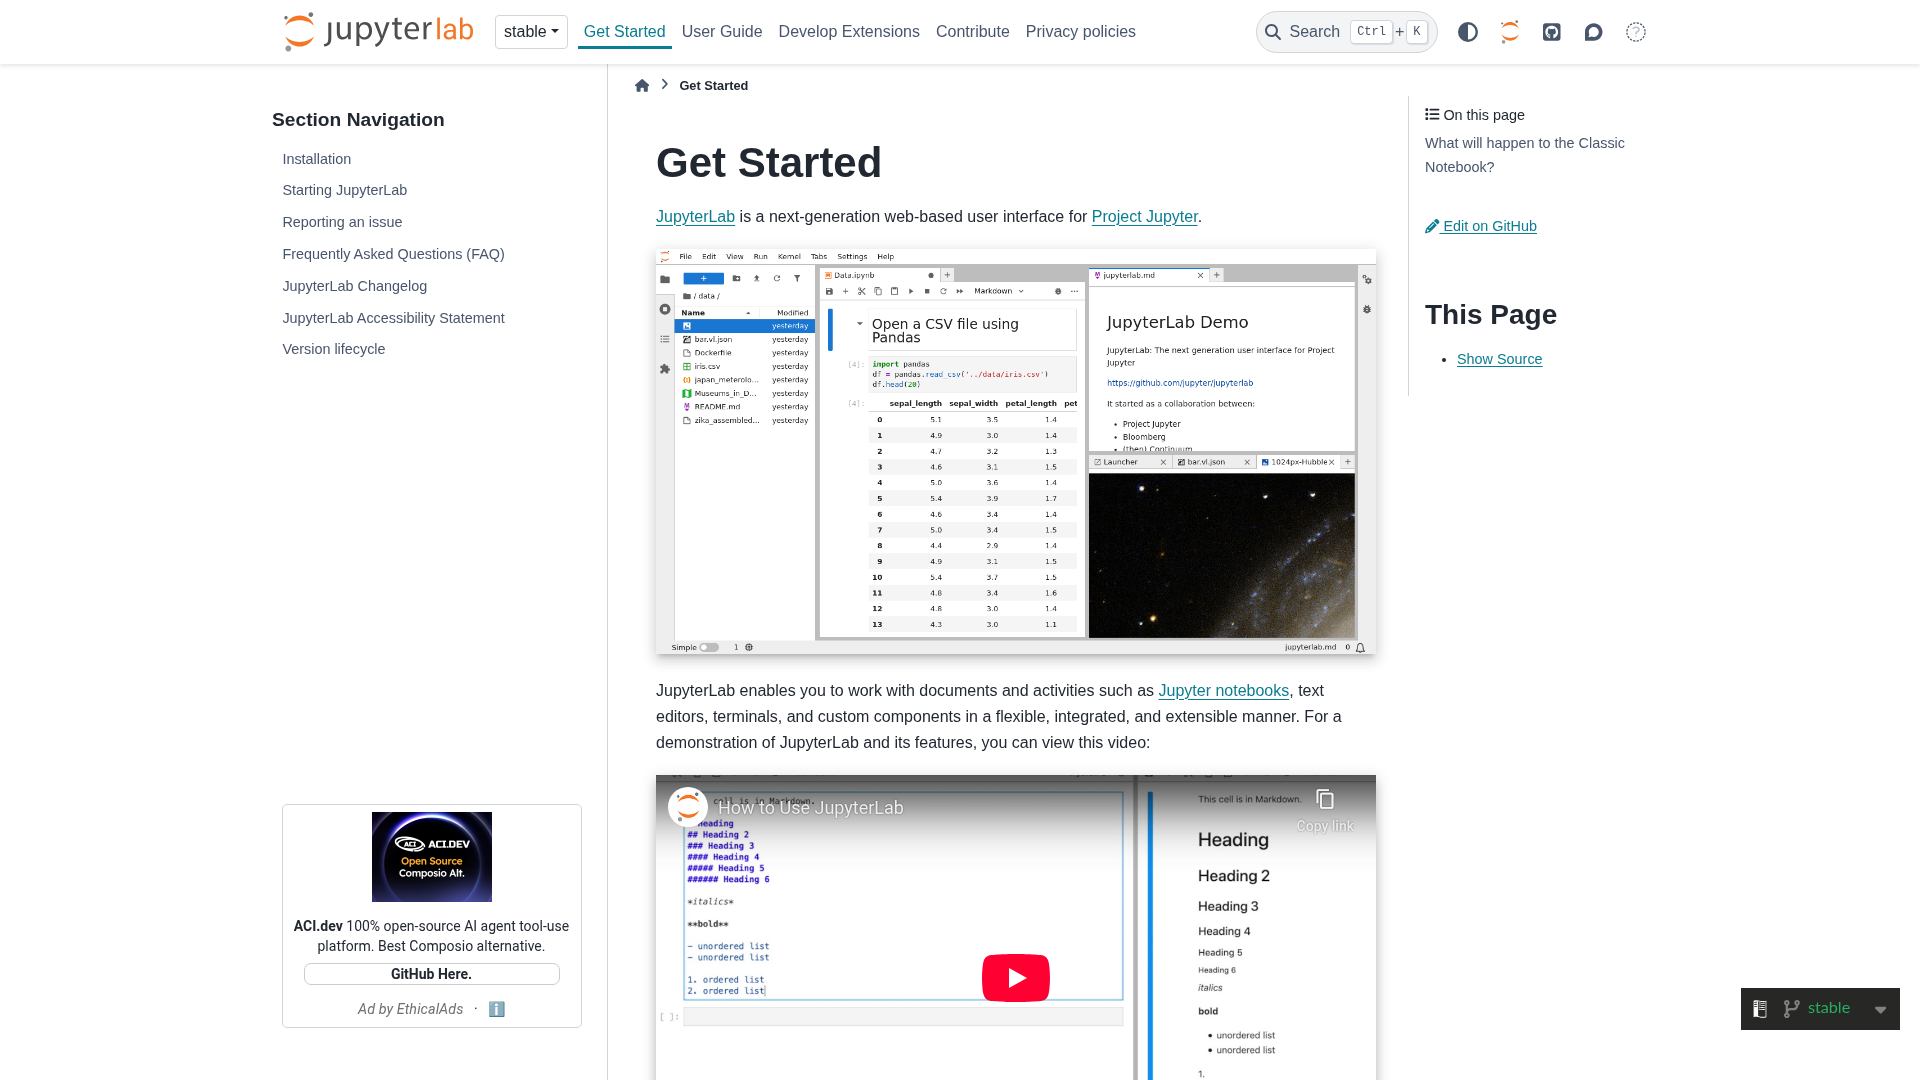 jupyterlab
stable
Get Started
User Guide
Develop Extensions
Contribute
Privacy policies
Search Ctrl + K
Get Started
Section Navigation
Installation
Starting JupyterLab
Reporting an issue
Frequently Asked Questions (FAQ)
JupyterLab Changelog
JupyterLab Accessibility Statement
Version lifecycle
ACI ACI.DEV
Open Source
Composio Alt.
ACI.dev 100% open-source AI agent tool-use
platform. Best Composio alternative.
GitHub Here.
Ad by EthicalAds · ℹ️
Get Started
JupyterLab is a next-generation web-based user interface for Project Jupyter.
File Edit View Run Kernel Tabs Settings Help
+
/ data /
Name Modified
yesterday
bar.vl.json yesterday
Dockerfile yesterday
iris.csv yesterday
japan_meterolo... yesterday
Museums_in_D... yesterday
README.md yesterday
zika_assembled... yesterday
Data.ipynb
Markdown
Open a CSV file using
Pandas
[4]: import pandas
df = pandas.read_csv('../data/iris.csv')
df.head(20)
[4]: sepal_length sepal_width petal_length pet
0 5.1 3.5 1.4
1 4.9 3.0 1.4
2 4.7 3.2 1.3
3 4.6 3.1 1.5
4 5.0 3.6 1.4
5 5.4 3.9 1.7
6 4.6 3.4 1.4
7 5.0 3.4 1.5
8 4.4 2.9 1.4
9 4.9 3.1 1.5
10 5.4 3.7 1.5
11 4.8 3.4 1.6
12 4.8 3.0 1.4
13 4.3 3.0 1.1
jupyterlab.md
JupyterLab Demo
JupyterLab: The next generation user interface for Project
Jupyter
https://github.com/jupyter/jupyterlab
It started as a collaboration between:
• Project Jupyter
• Bloomberg
• (then) Continuum
Launcher bar.vl.json 1024px-Hubble
Simple 1 jupyterlab.md 0
JupyterLab enables you to work with documents and activities such as Jupyter notebooks, text
editors, terminals, and custom components in a flexible, integrated, and extensible manner. For a
demonstration of JupyterLab and its features, you can view this video:
How to Use JupyterLab
Copy link
cell is in Markdown.
Heading
## Heading 2
### Heading 3
#### Heading 4
##### Heading 5
###### Heading 6
*italics*
**bold**
- unordered list
- unordered list
1. ordered list
2. ordered list
[ ]:
This cell is in Markdown.
Heading
Heading 2
Heading 3
Heading 4
Heading 5
Heading 6
italics
bold
• unordered list
• unordered list
1.
On this page
What will happen to the Classic
Notebook?
Edit on GitHub
This Page
• Show Source
stable